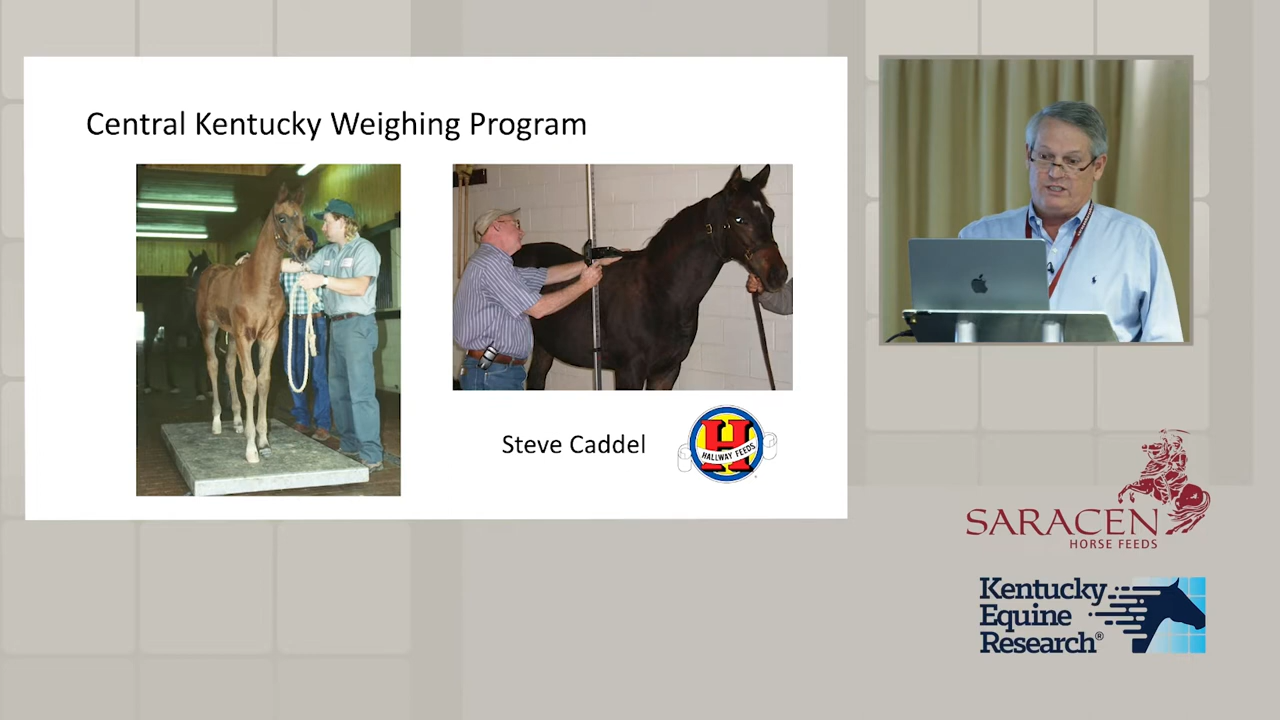 Central Kentucky Weighing Program
Steve Caddel
HALLWAY FEEDS
H
SARACEN
HORSE FEEDS
Kentucky
Equine
Research®